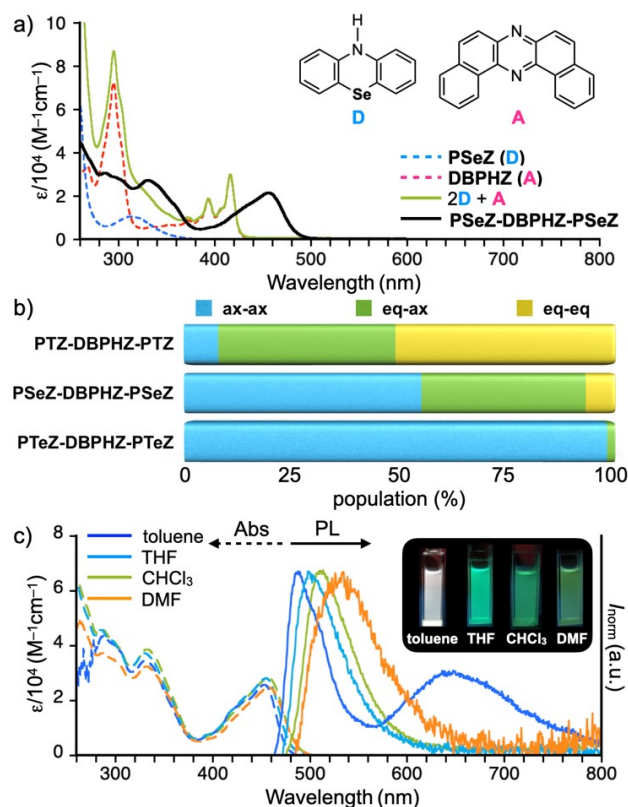 a)
ε/10⁴ (M⁻¹cm⁻¹)
10
8
6
4
2
0
H
N
Se
D
N
N
A
PSeZ (D)
DBPHZ (A)
2D + A
PSeZ-DBPHZ-PSeZ
300 400 500 600 700 800
Wavelength (nm)
b)
ax-ax eq-ax eq-eq
PTZ-DBPHZ-PTZ
PSeZ-DBPHZ-PSeZ
PTeZ-DBPHZ-PTeZ
0 25 50 75 100
population (%)
c)
ε/10⁴ (M⁻¹cm⁻¹)
8
6
4
2
0
toluene
THF
CHCl₃
DMF
Abs PL
toluene THF CHCl₃ DMF
Iₙₒᵣₘ (a.u.)
300 400 500 600 700 800
Wavelength (nm)